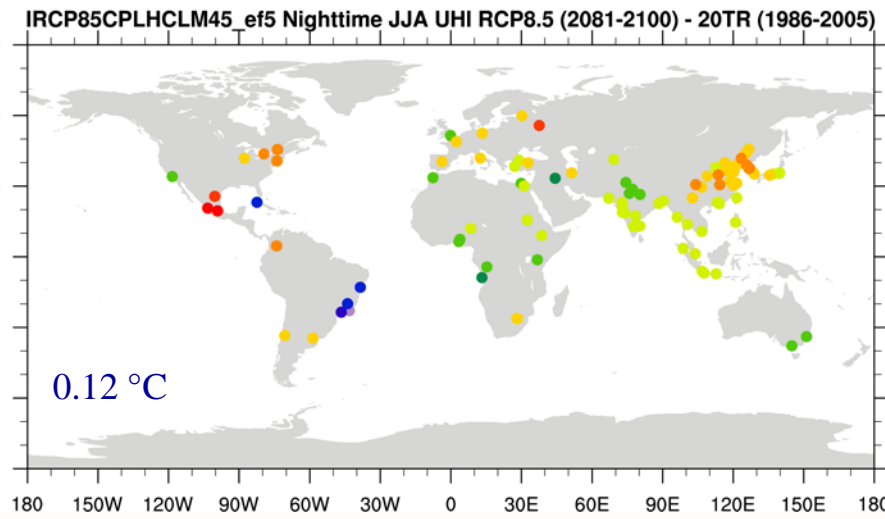 IRCP85CPLHCLM45_ef5 Nighttime JJA UHI RCP8.5 (2081-2100) - 20TR (1986-2005)
0.12 °C
180 150W 120W 90W 60W 30W 0 30E 60E 90E 120E 150E 180